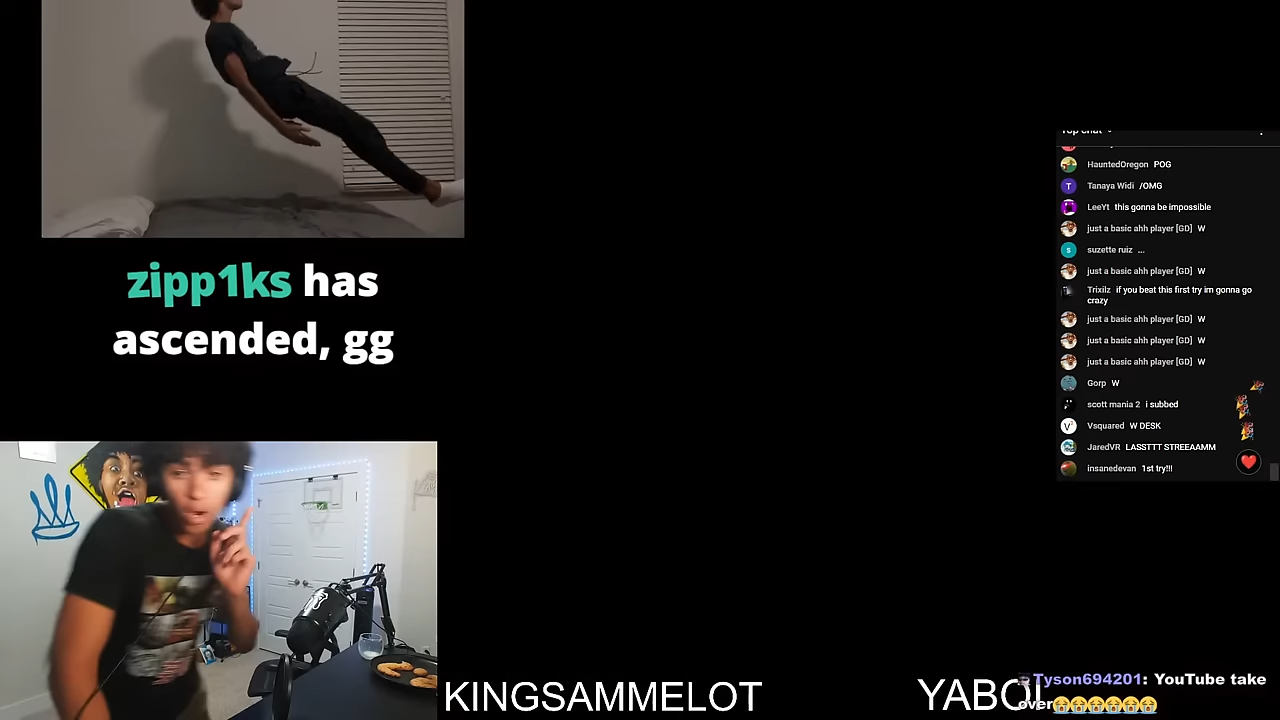 zipp1ks has
ascended, gg
Top chat
HauntedOregon POG
T Tanaya Widi /OMG
LeeYt this gonna be impossible
just a basic ahh player [GD] W
s suzette ruiz ...
just a basic ahh player [GD] W
Trixilz if you beat this first try im gonna go
crazy
just a basic ahh player [GD] W
just a basic ahh player [GD] W
just a basic ahh player [GD] W
Gorp W
scott mania 2 i subbed
V² Vsquared W DESK
JaredVR LASSTTT STREEAAMM
insanedevan 1st try!!!
KINGSAMMELOT
YABOI
Tyson694201: YouTube take
over😭😭😭😭😭😭